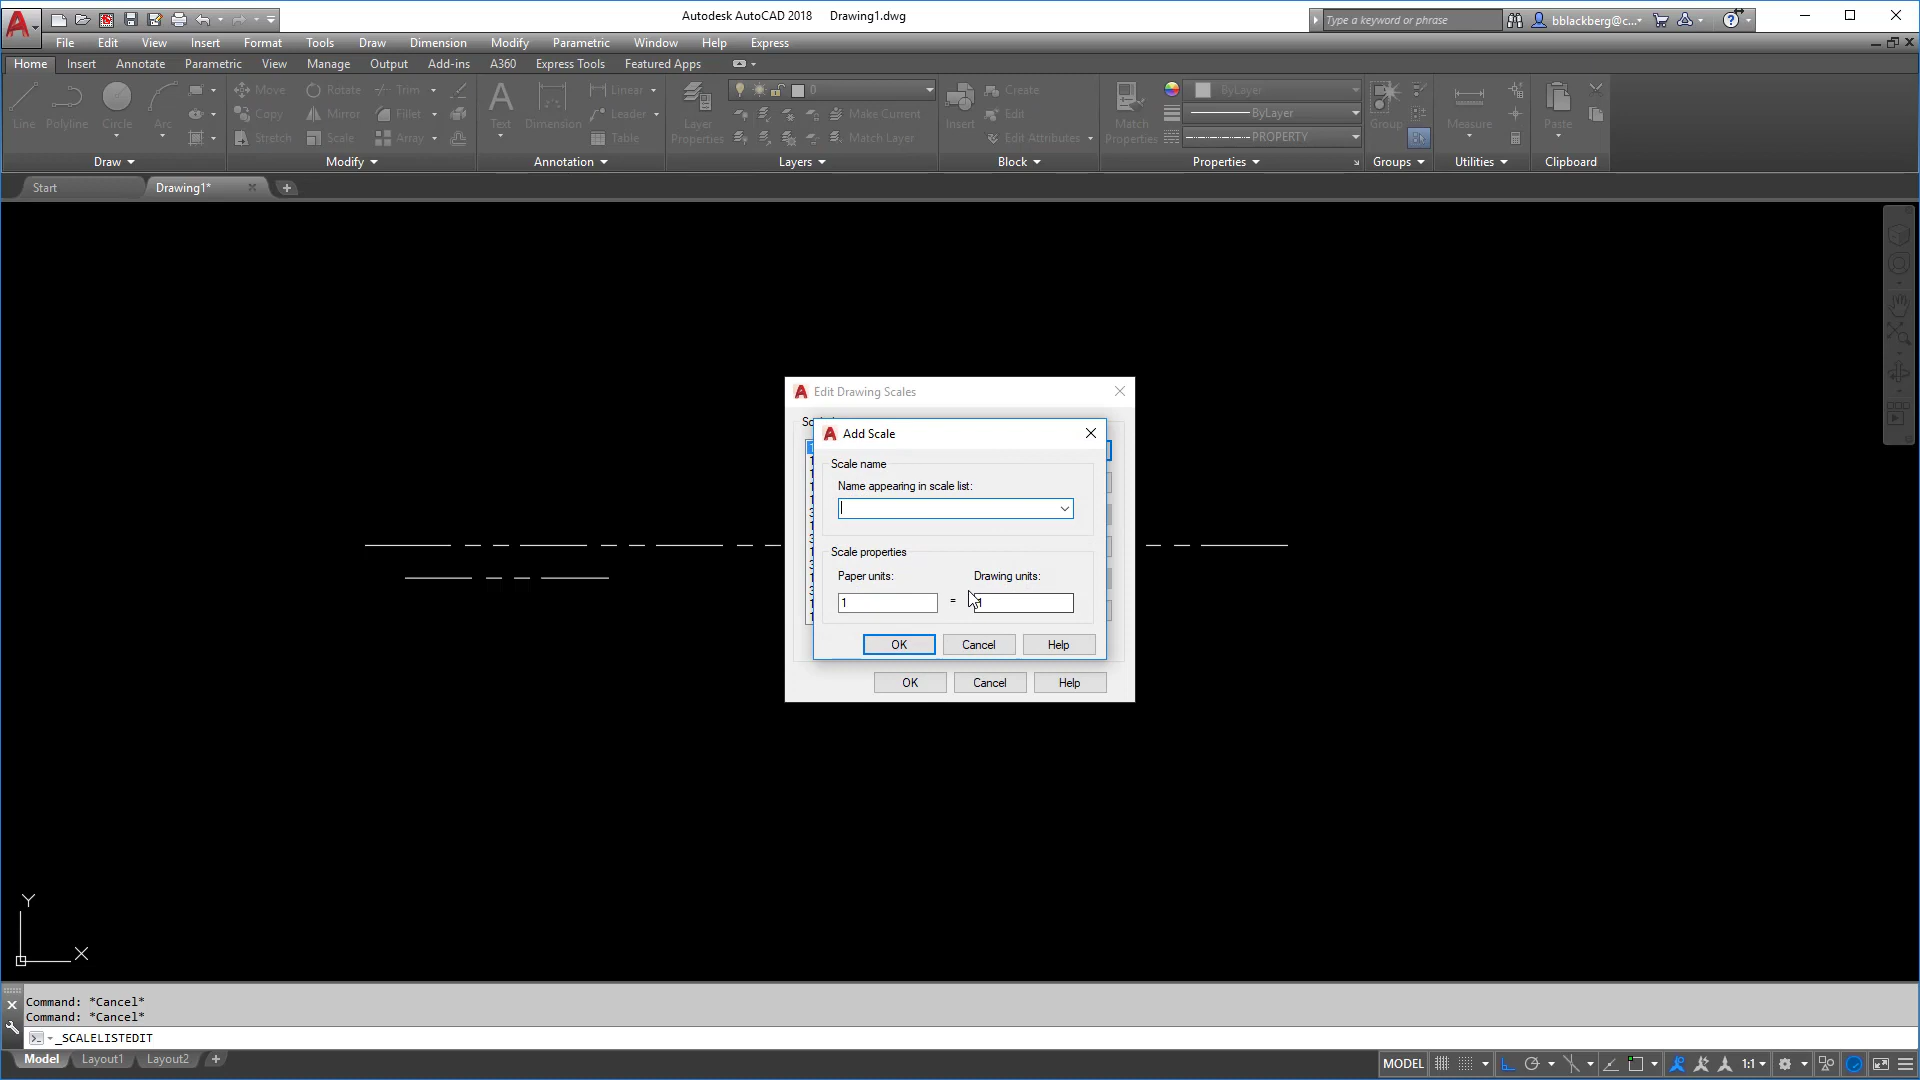 Autodesk AutoCAD 2018 Drawing1.dwg
Type a keyword or phrase
bblackberg@c...
File Edit View Insert Format Tools Draw Dimension Modify Parametric Window Help Express
Home Insert Annotate Parametric View Manage Output Add-ins A360 Express Tools Featured Apps
Line Polyline Circle Arc
Move Rotate Trim
Copy Mirror Fillet
Stretch Scale Array
Text Dimension
Linear
Leader
Table
Layer
Properties
0
Make Current
Match Layer
Insert
Create
Edit
Edit Attributes
Match
Properties
ByLayer
ByLayer
PROPERTY
Group
Measure
Paste
Draw Modify Annotation Layers Block Properties Groups Utilities Clipboard
Start Drawing1*
Edit Drawing Scales
Add Scale
Scale name
Name appearing in scale list:
Scale properties
Paper units: Drawing units:
1 = 1
OK Cancel Help
OK Cancel Help
Y
X
Command: *Cancel*
Command: *Cancel*
_SCALELISTEDIT
Model Layout1 Layout2
MODEL 1:1